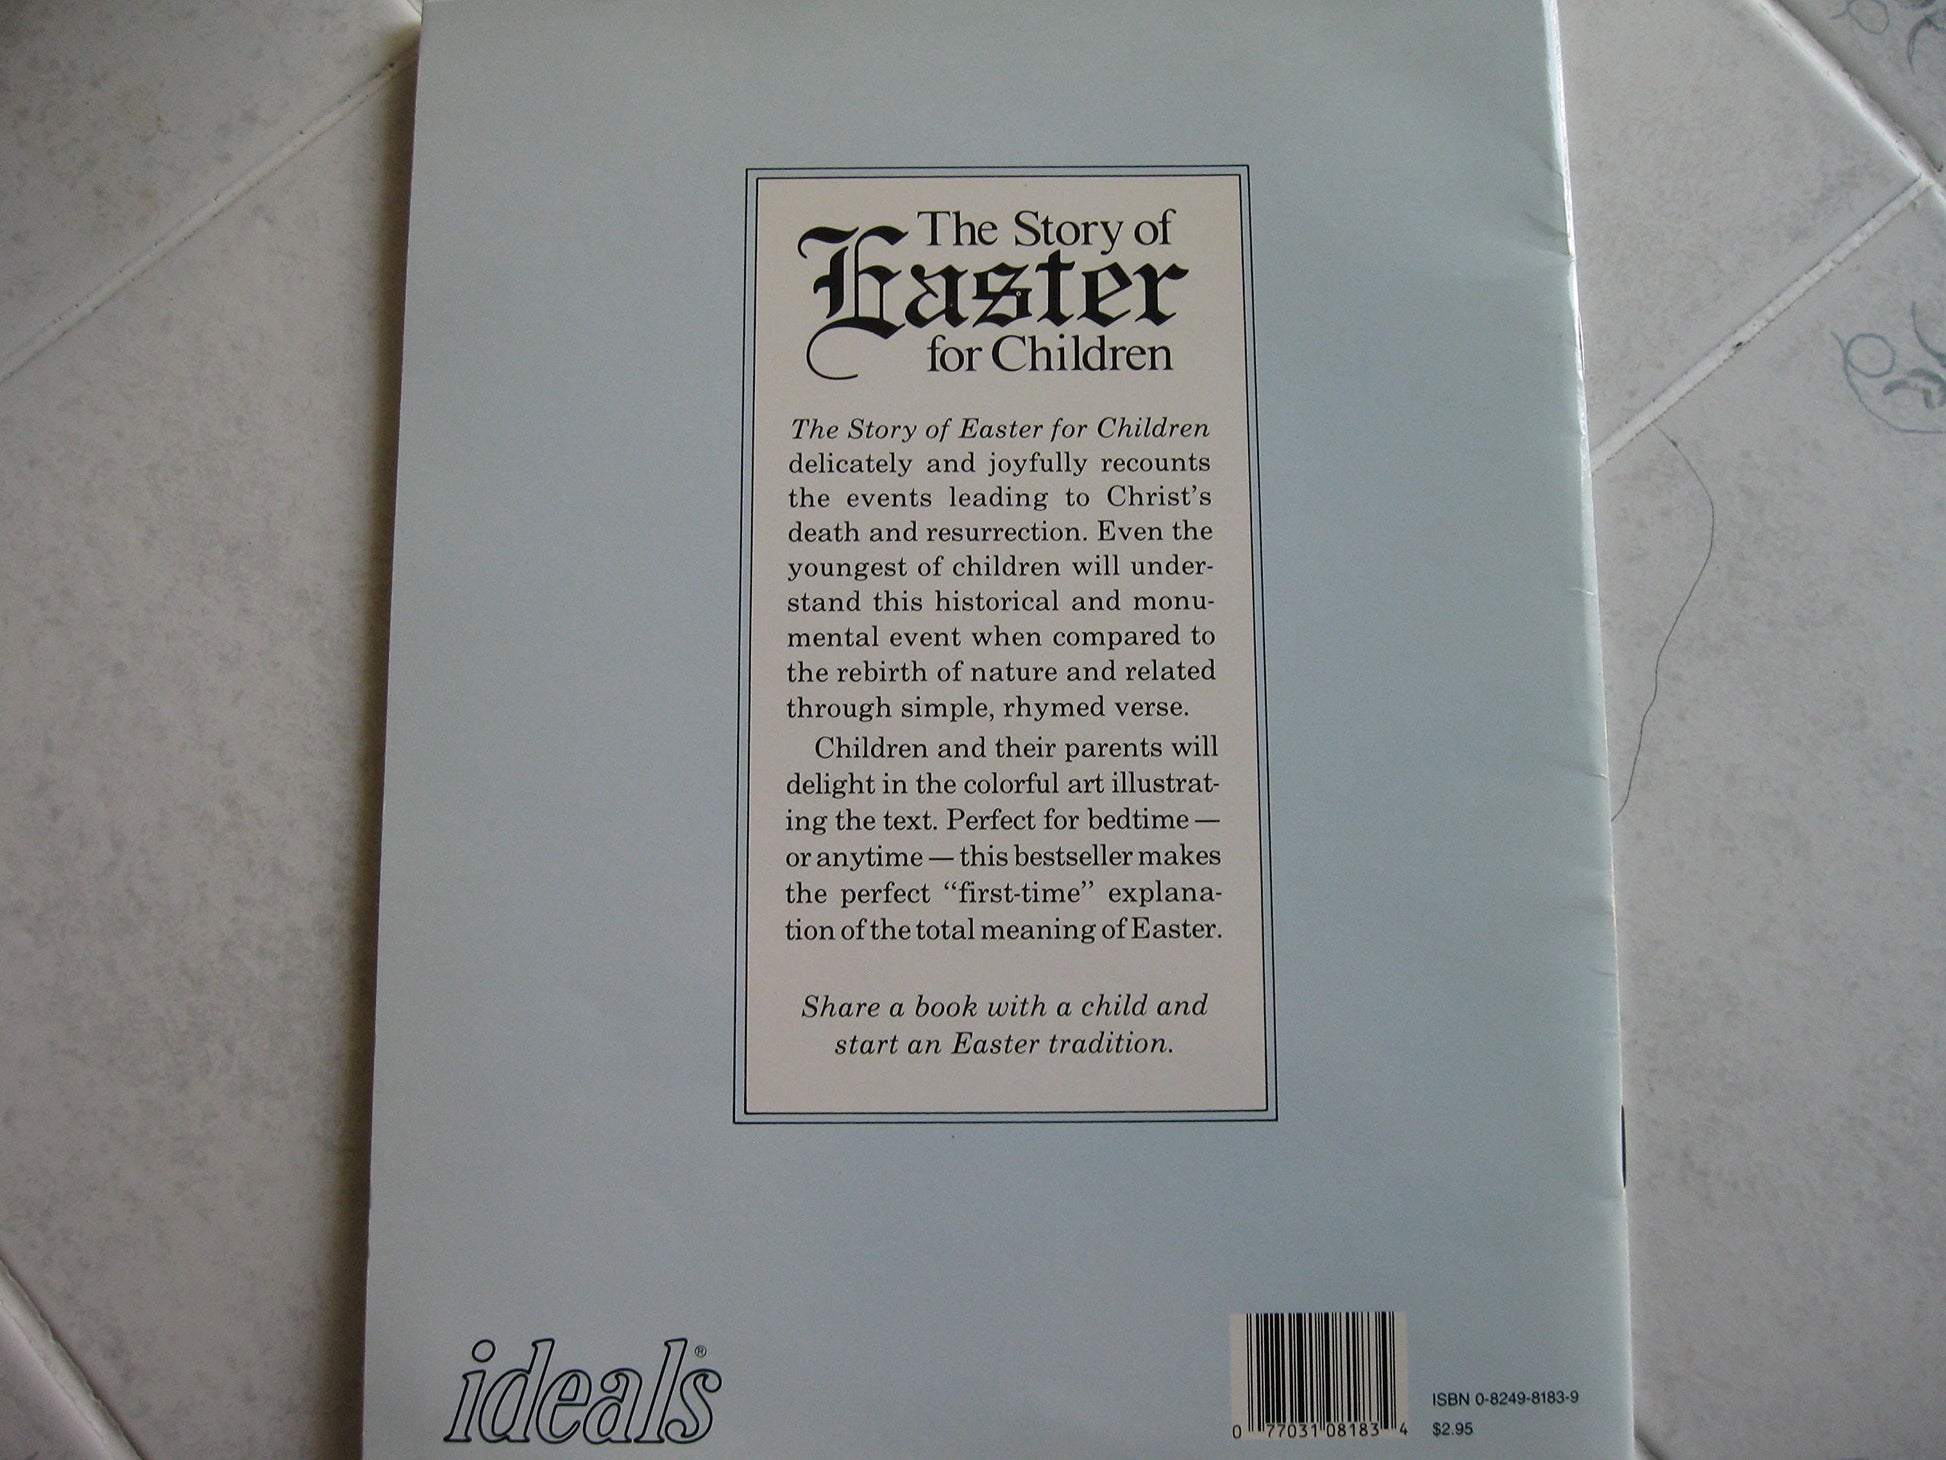 The Story of
Easter
for Children
The Story of Easter for Children
delicately and joyfully recounts
the events leading to Christ's
death and resurrection. Even the
youngest of children will under-
stand this historical and monu-
mental event when compared to
the rebirth of nature and related
through simple, rhymed verse.
Children and their parents will
delight in the colorful art illustrat-
ing the text. Perfect for bedtime —
or anytime — this bestseller makes
the perfect “first-time” explana-
tion of the total meaning of Easter.
Share a book with a child and
start an Easter tradition.
ideals®
0 77031 08183 4
ISBN 0-8249-8183-9
$2.95